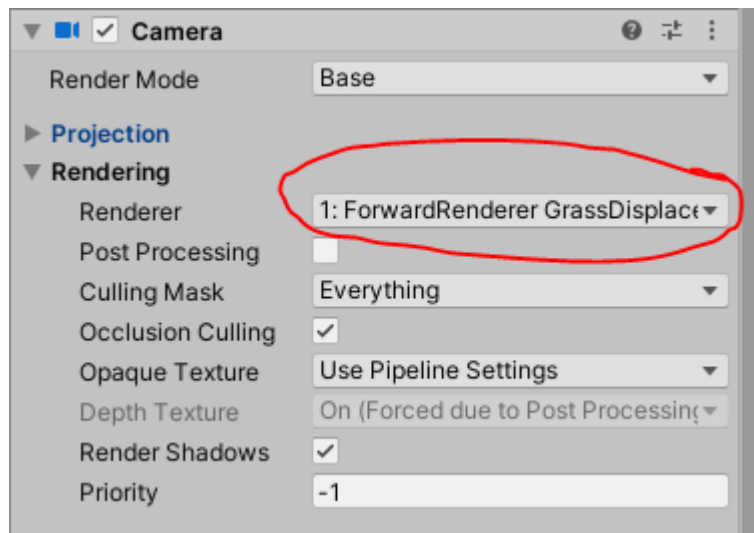 Camera
Render Mode Base
Projection
Rendering
Renderer 1: ForwardRenderer GrassDisplace
Post Processing
Culling Mask Everything
Occlusion Culling
Opaque Texture Use Pipeline Settings
Depth Texture On (Forced due to Post Processing
Render Shadows
Priority -1